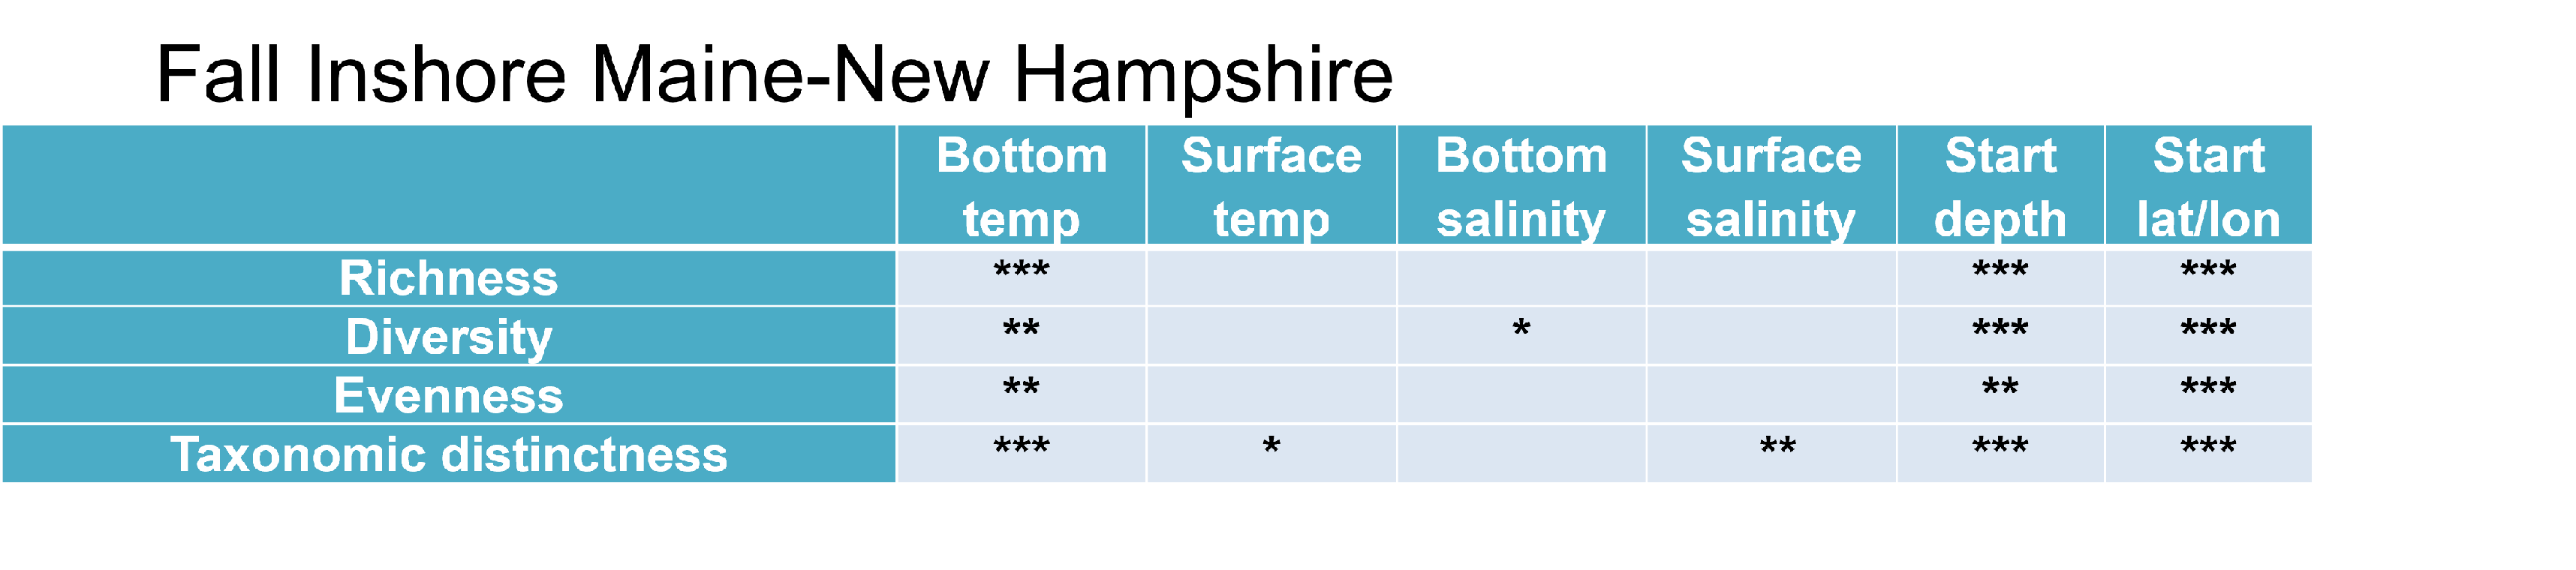 Fall Inshore Maine-New Hampshire
Bottom temp Surface temp Bottom salinity Surface salinity Start depth Start lat/lon
Richness *** *** ***
Diversity ** * *** ***
Evenness ** ** ***
Taxonomic distinctness *** * ** *** ***